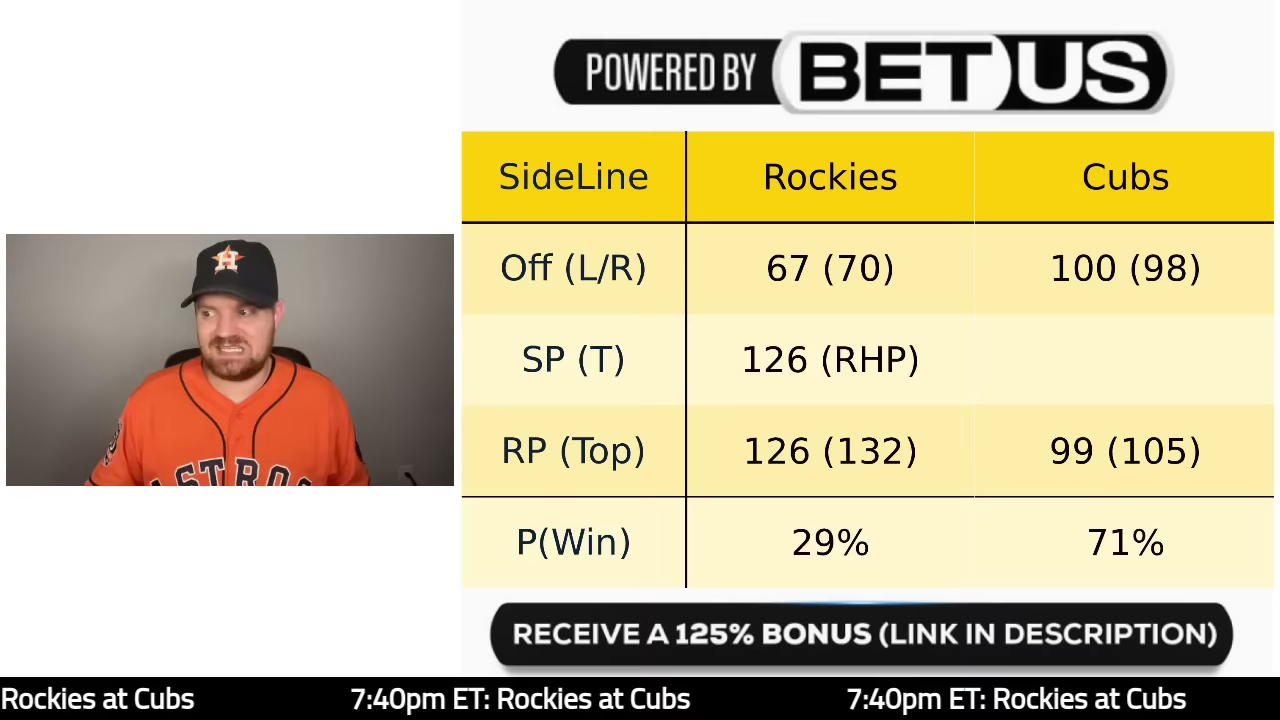 POWERED BY BETUS
SideLine Rockies Cubs
Off (L/R) 67 (70) 100 (98)
SP (T) 126 (RHP)
RP (Top) 126 (132) 99 (105)
P(Win) 29% 71%
RECEIVE A 125% BONUS (LINK IN DESCRIPTION)
H
ASTROS
Rockies at Cubs 7:40pm ET: Rockies at Cubs 7:40pm ET: Rockies at Cubs